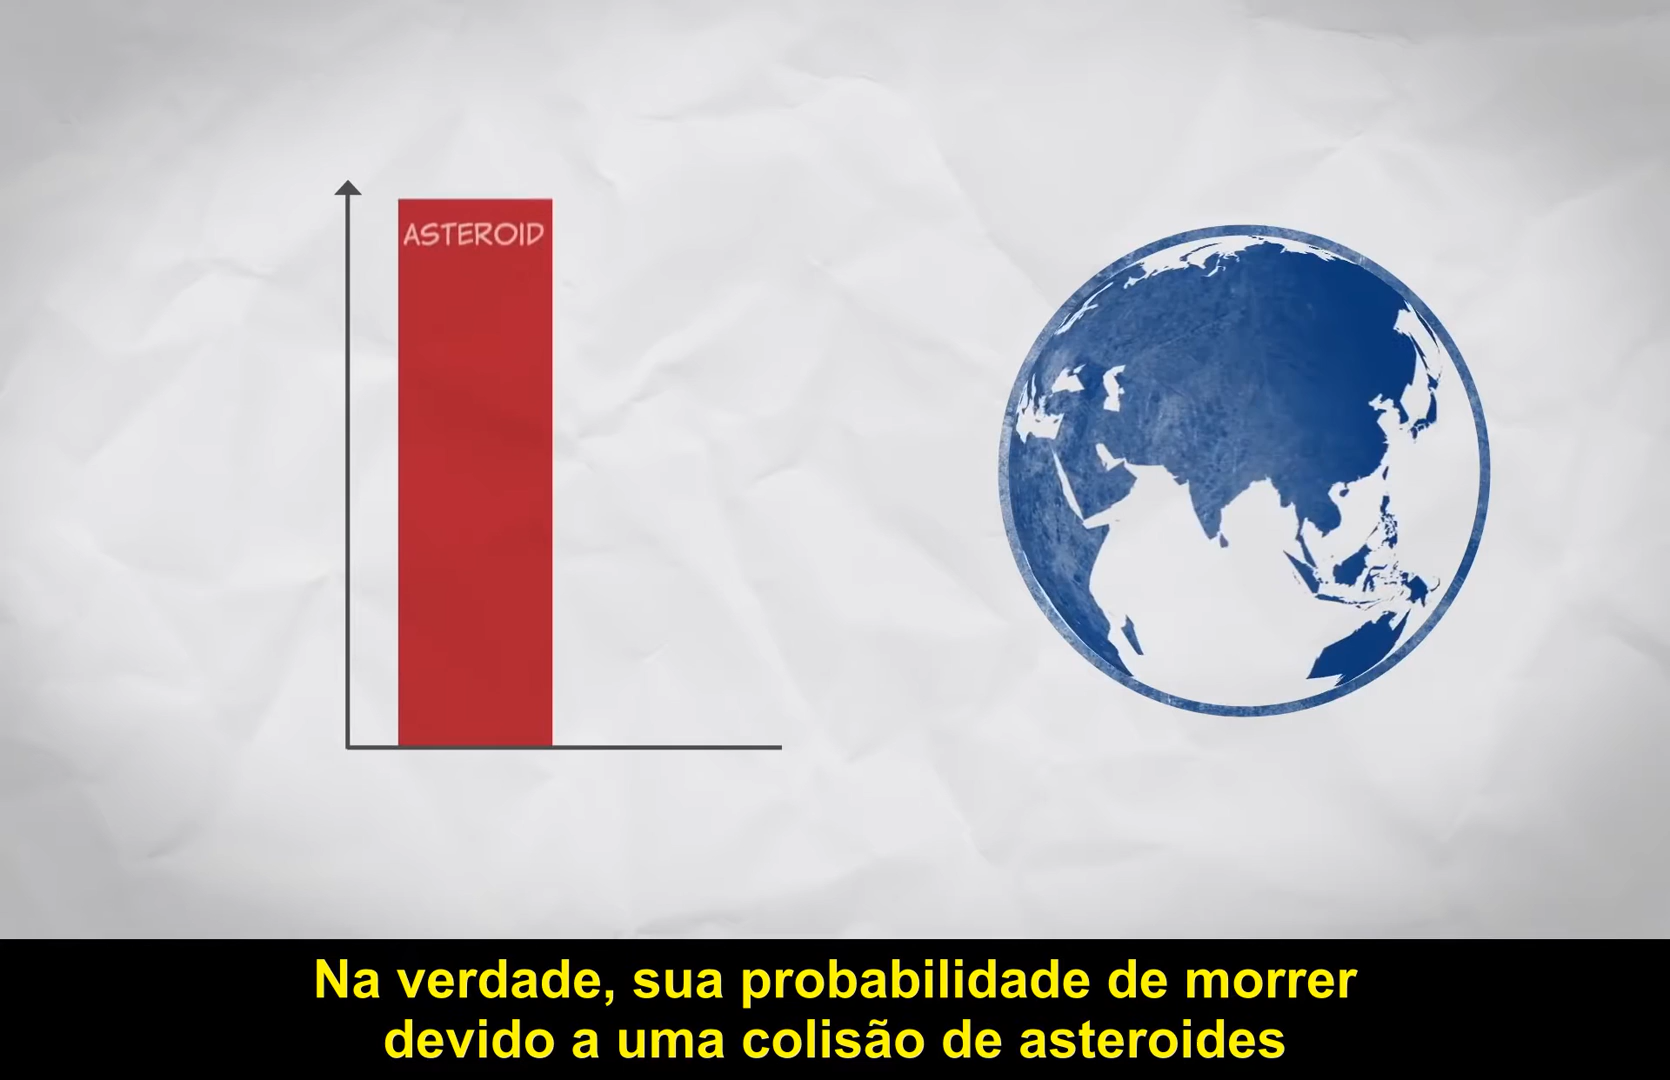 ASTEROID
Na verdade, sua probabilidade de morrer
devido a uma colisão de asteroides